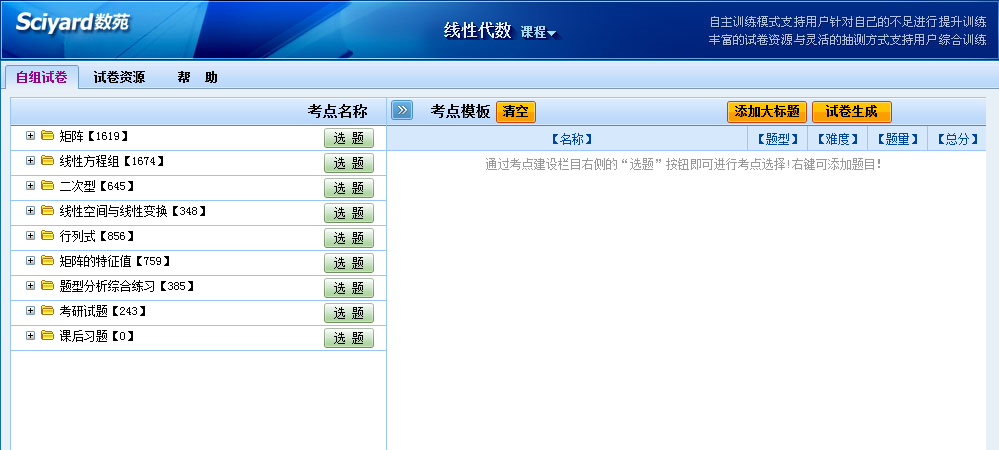 Sciyard数苑
线性代数 课程
自主训练模式支持用户针对自己的不足进行提升训练
丰富的试卷资源与灵活的抽测方式支持用户综合训练
自组试卷 试卷资源 帮 助
考点名称
考点模板 清空 添加大标题 试卷生成
【名称】 【题型】 【难度】 【题量】 【总分】
通过考点建设栏目右侧的“选题”按钮即可进行考点选择!右键可添加题目!
矩阵【1619】 选 题
线性方程组【1674】 选 题
二次型【645】 选 题
线性空间与线性变换【348】 选 题
行列式【856】 选 题
矩阵的特征值【759】 选 题
题型分析综合练习【385】 选 题
考研试题【243】 选 题
课后习题【0】 选 题